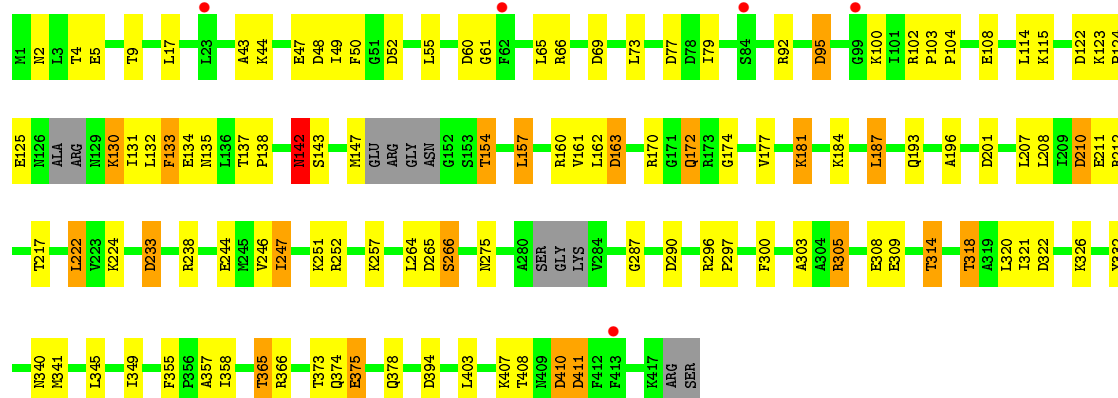 M1 N2 L3 T4 E5 T9 L17 L23 A43 K44 E47 D48 I49 F50 G51 D52 L55 D60 G61 F62 L65 R66 D69 L73 D77 D78 I79 S84 R92 D95 G99 K100 I101 R102 P103 P104 E108 L114 K115 D122 K123
E125 N126 ALA ARG N129 K130 I131 L132 F133 E134 N135 L136 T137 P138 N142 S143 M147 GLU ARG GLY ASN G152 S153 T154 L157 R160 V161 L162 D163 R170 G171 Q172 R173 G174 V177 K181 K184 L187 Q193 A196 D201 L207 L208 I209 D210 E211
T217 L222 V223 K224 D233 R238 E244 M245 V246 I247 K251 R252 K257 L264 D265 S266 N275 A280 SER GLY LYS V284 G287 D290 R296 P297 F300 A303 A304 R305 E308 E309 T314 T318 A319 L320 I321 D322 K326
N340 M341 L345 I349 F355 P356 A357 I358 T365 R366 T373 Q374 E375 Q378 D394 L403 K407 T408 N409 D410 D411 F412 F413 K417 ARG SER